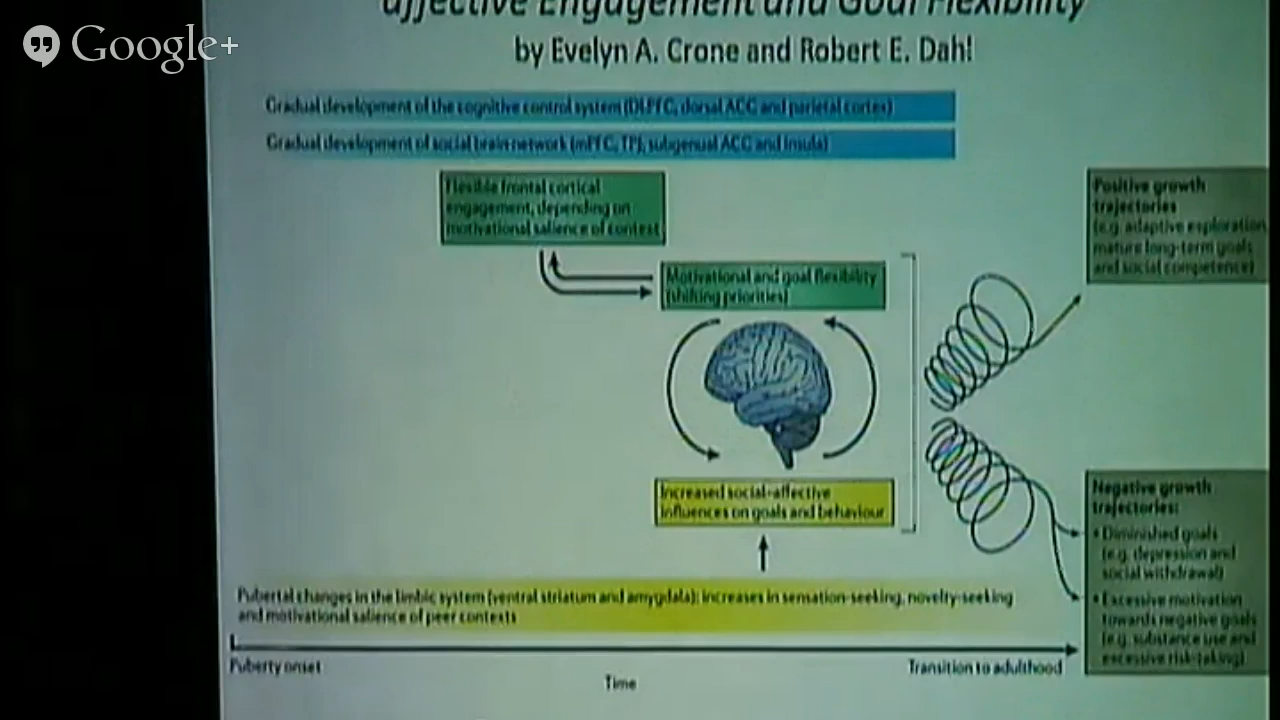 Google+
affective Engagement and Goal Flexibility
by Evelyn A. Crone and Robert E. Dahl
Gradual development of the cognitive control system (DLPFC, dorsal ACC and parietal cortex)
Gradual development of social brain network (mPFC, TPJ, subgenual ACC and insula)
Flexible frontal cortical
engagement, depending on
motivational salience of context
Motivational and goal flexibility
(shifting priorities)
Increased social-affective
influences on goals and behaviour
Positive growth
trajectories
(e.g. adaptive exploration,
mature long-term goals
and social competence)
Negative growth
trajectories:
• Diminished goals
(e.g. depression and
social withdrawal)
• Excessive motivation
towards negative goals
(e.g. substance use and
excessive risk-taking)
Pubertal changes in the limbic system (ventral striatum and amygdala): increases in sensation-seeking, novelty-seeking
and motivational salience of peer contexts
Puberty onset
Transition to adulthood
Time